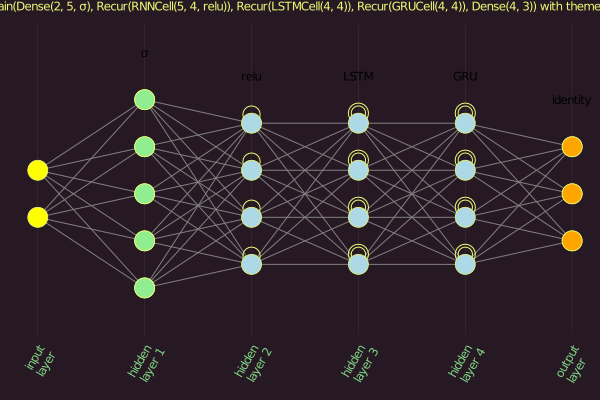 ain(Dense(2, 5, σ), Recur(RNNCell(5, 4, relu)), Recur(LSTMCell(4, 4)), Recur(GRUCell(4, 4)), Dense(4, 3)) with theme
σ
relu
LSTM
GRU
identity
input
layer
hidden
layer 1
hidden
layer 2
hidden
layer 3
hidden
layer 4
output
layer